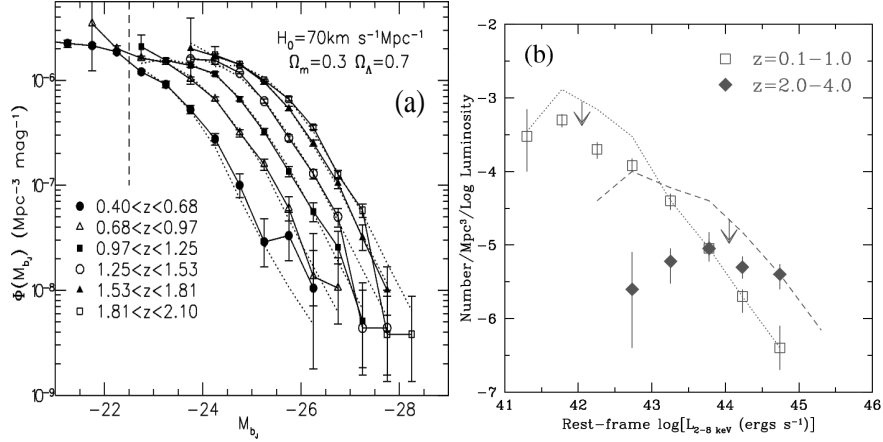 H₀=70km s⁻¹Mpc⁻¹
Ωₘ=0.3 Ω_Λ=0.7
(a)
10⁻⁶
10⁻⁷
10⁻⁸
10⁻⁹
Φ(M_bJ) (Mpc⁻³ mag⁻¹)
0.40<z<0.68
0.68<z<0.97
0.97<z<1.25
1.25<z<1.53
1.53<z<1.81
1.81<z<2.10
−22 −24 −26 −28
M_bJ
(b)
z=0.1−1.0
z=2.0−4.0
−2
−3
−4
−5
−6
−7
Number/Mpc³/Log Luminosity
41 42 43 44 45 46
Rest−frame log[L₂₋₈ keV (ergs s⁻¹)]